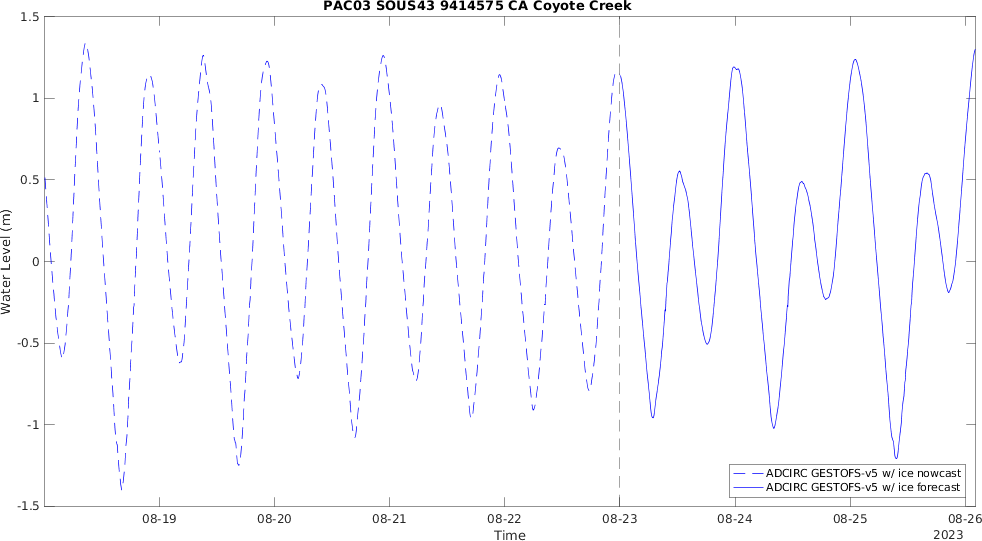 PAC03 SOUS43 9414575 CA Coyote Creek
1.5
1
0.5
0
-0.5
-1
-1.5
Water Level (m)
08-19 08-20 08-21 08-22 08-23 08-24 08-25 08-26
Time
2023
ADCIRC GESTOFS-v5 w/ ice nowcast
ADCIRC GESTOFS-v5 w/ ice forecast